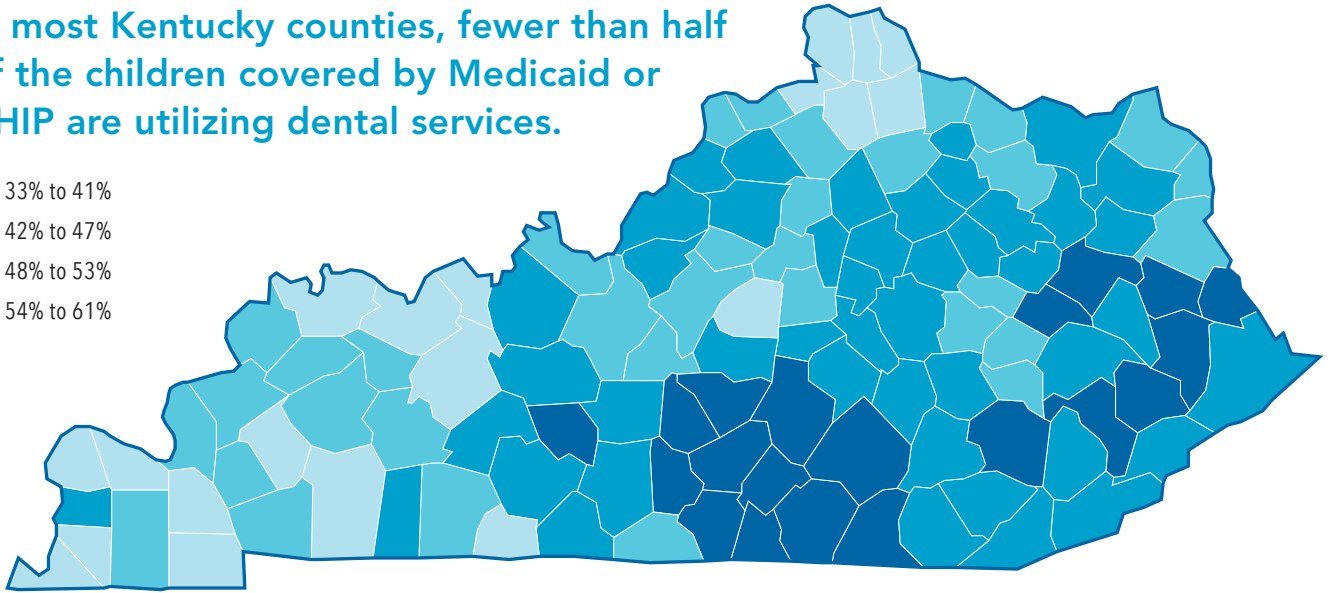 most Kentucky counties, fewer than half
the children covered by Medicaid or
HIP are utilizing dental services.
33% to 41%
42% to 47%
48% to 53%
54% to 61%